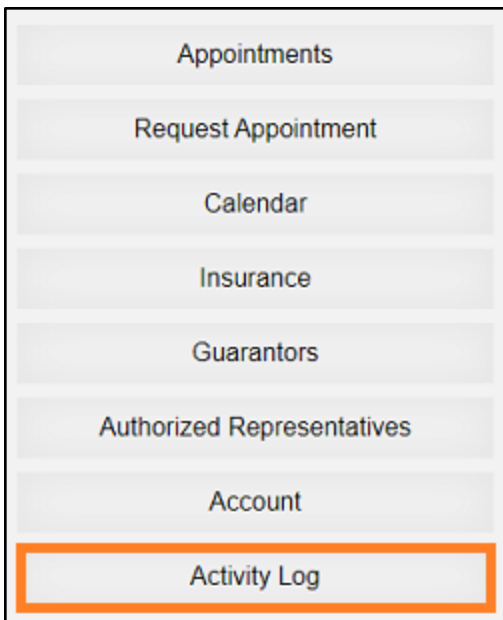 Appointments
Request Appointment
Calendar
Insurance
Guarantors
Authorized Representatives
Account
Activity Log